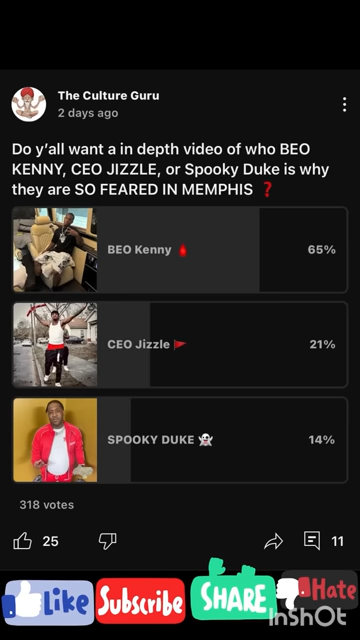 The Culture Guru
2 days ago
Do y'all want a in depth video of who BEO
KENNY, CEO JIZZLE, or Spooky Duke is why
they are SO FEARED IN MEMPHIS ❓
BEO Kenny 🩸 65%
CEO Jizzle 🚩 21%
SPOOKY DUKE 👻 14%
318 votes
25 11
Like Subscribe SHARE Hate
InShOt